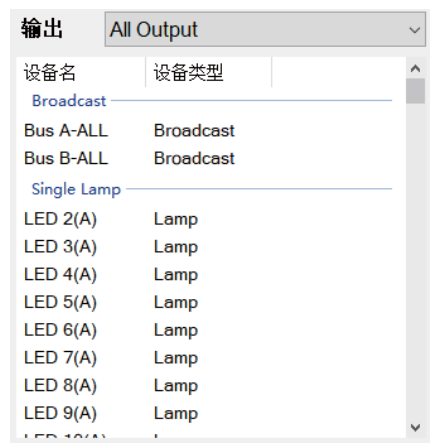 输出 All Output
设备名 设备类型
Broadcast
Bus A-ALL Broadcast
Bus B-ALL Broadcast
Single Lamp
LED 2(A) Lamp
LED 3(A) Lamp
LED 4(A) Lamp
LED 5(A) Lamp
LED 6(A) Lamp
LED 7(A) Lamp
LED 8(A) Lamp
LED 9(A) Lamp